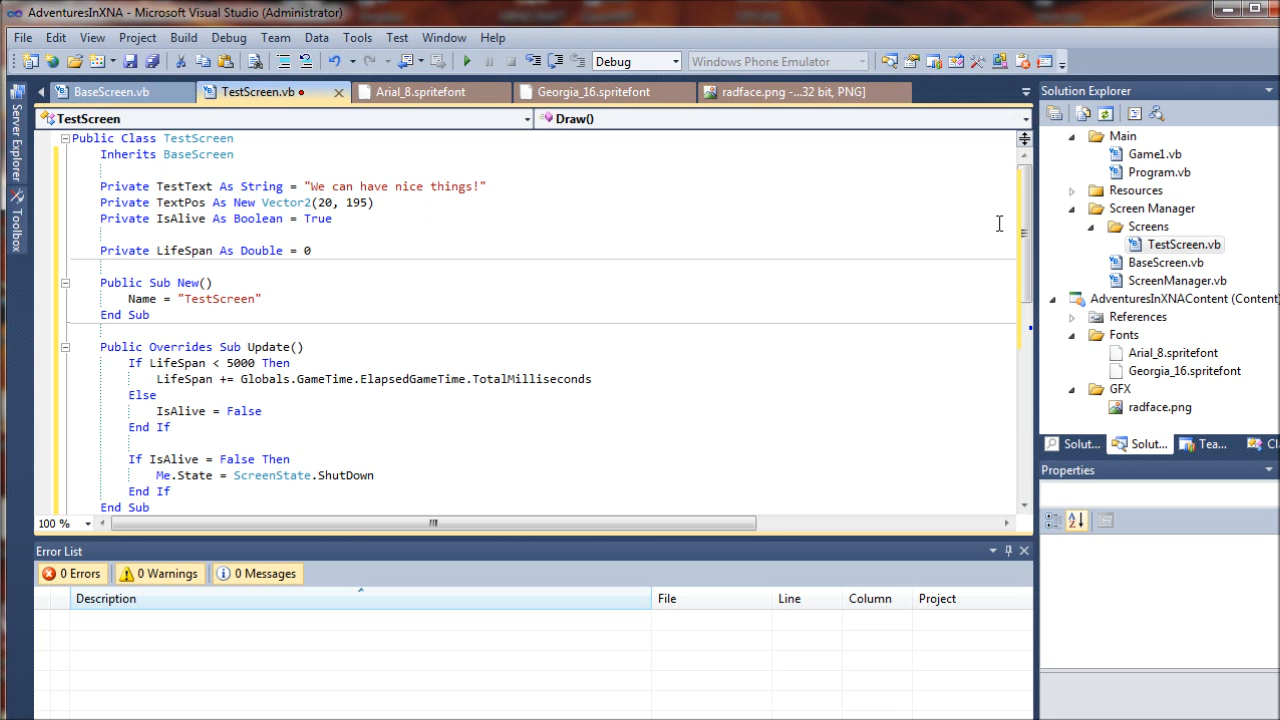 AdventuresInXNA - Microsoft Visual Studio (Administrator)
File Edit View Project Build Debug Team Data Tools Test Window Help
Debug Windows Phone Emulator
BaseScreen.vb TestScreen.vb Arial_8.spritefont Georgia_16.spritefont radface.png -...32 bit, PNG]
TestScreen Draw()
Public Class TestScreen
Inherits BaseScreen
Private TestText As String = "We can have nice things!"
Private TextPos As New Vector2(20, 195)
Private IsAlive As Boolean = True
Private LifeSpan As Double = 0
Public Sub New()
Name = "TestScreen"
End Sub
Public Overrides Sub Update()
If LifeSpan < 5000 Then
LifeSpan += Globals.GameTime.ElapsedGameTime.TotalMilliseconds
Else
IsAlive = False
End If
If IsAlive = False Then
Me.State = ScreenState.ShutDown
End If
End Sub
100 %
Server Explorer
Toolbox
Solution Explorer
Main
Game1.vb
Program.vb
Resources
Screen Manager
Screens
TestScreen.vb
BaseScreen.vb
ScreenManager.vb
AdventuresInXNAContent (Content
References
Fonts
Arial_8.spritefont
Georgia_16.spritefont
GFX
radface.png
Solut... Solut... Tea... Cl
Properties
Error List
0 Errors 0 Warnings 0 Messages
Description File Line Column Project